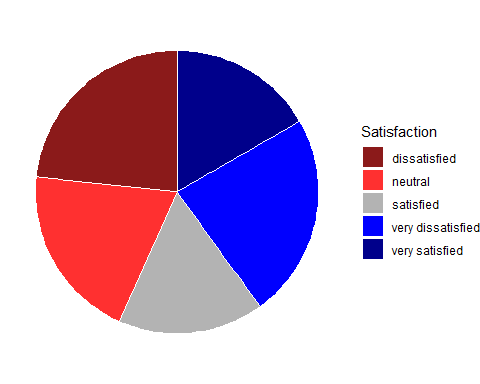 Satisfaction
dissatisfied
neutral
satisfied
very dissatisfied
very satisfied